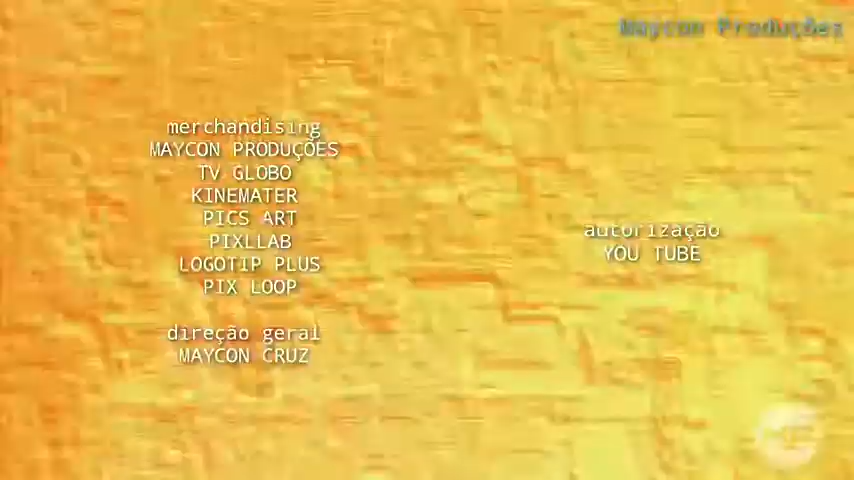 Maycon Produções
merchandising
MAYCON PRODUÇÕES
TV GLOBO
KINEMATER
PICS ART
PIXLLAB
LOGOTIP PLUS
PIX LOOP
direção geral
MAYCON CRUZ
autorização
YOU TUBE